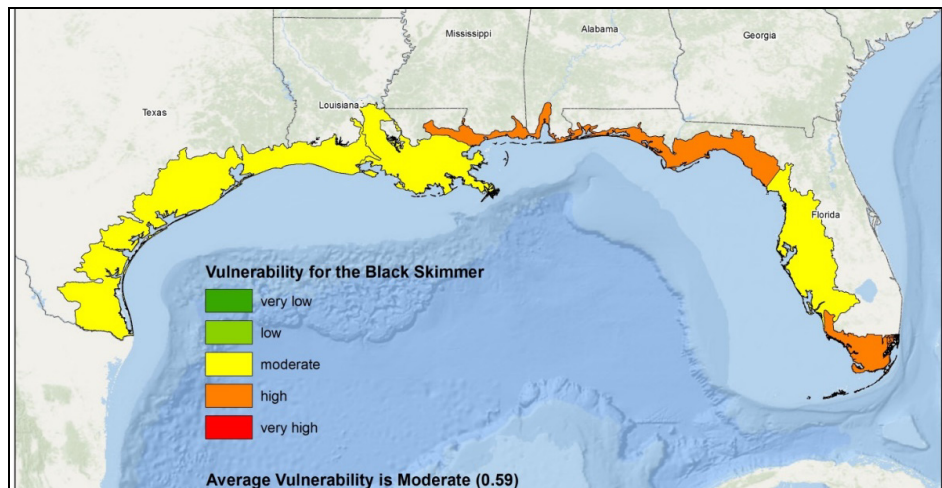 Mississippi
Alabama
Georgia
Texas
Louisiana
Florida
Vulnerability for the Black Skimmer
very low
low
moderate
high
very high
Average Vulnerability is Moderate (0.59)